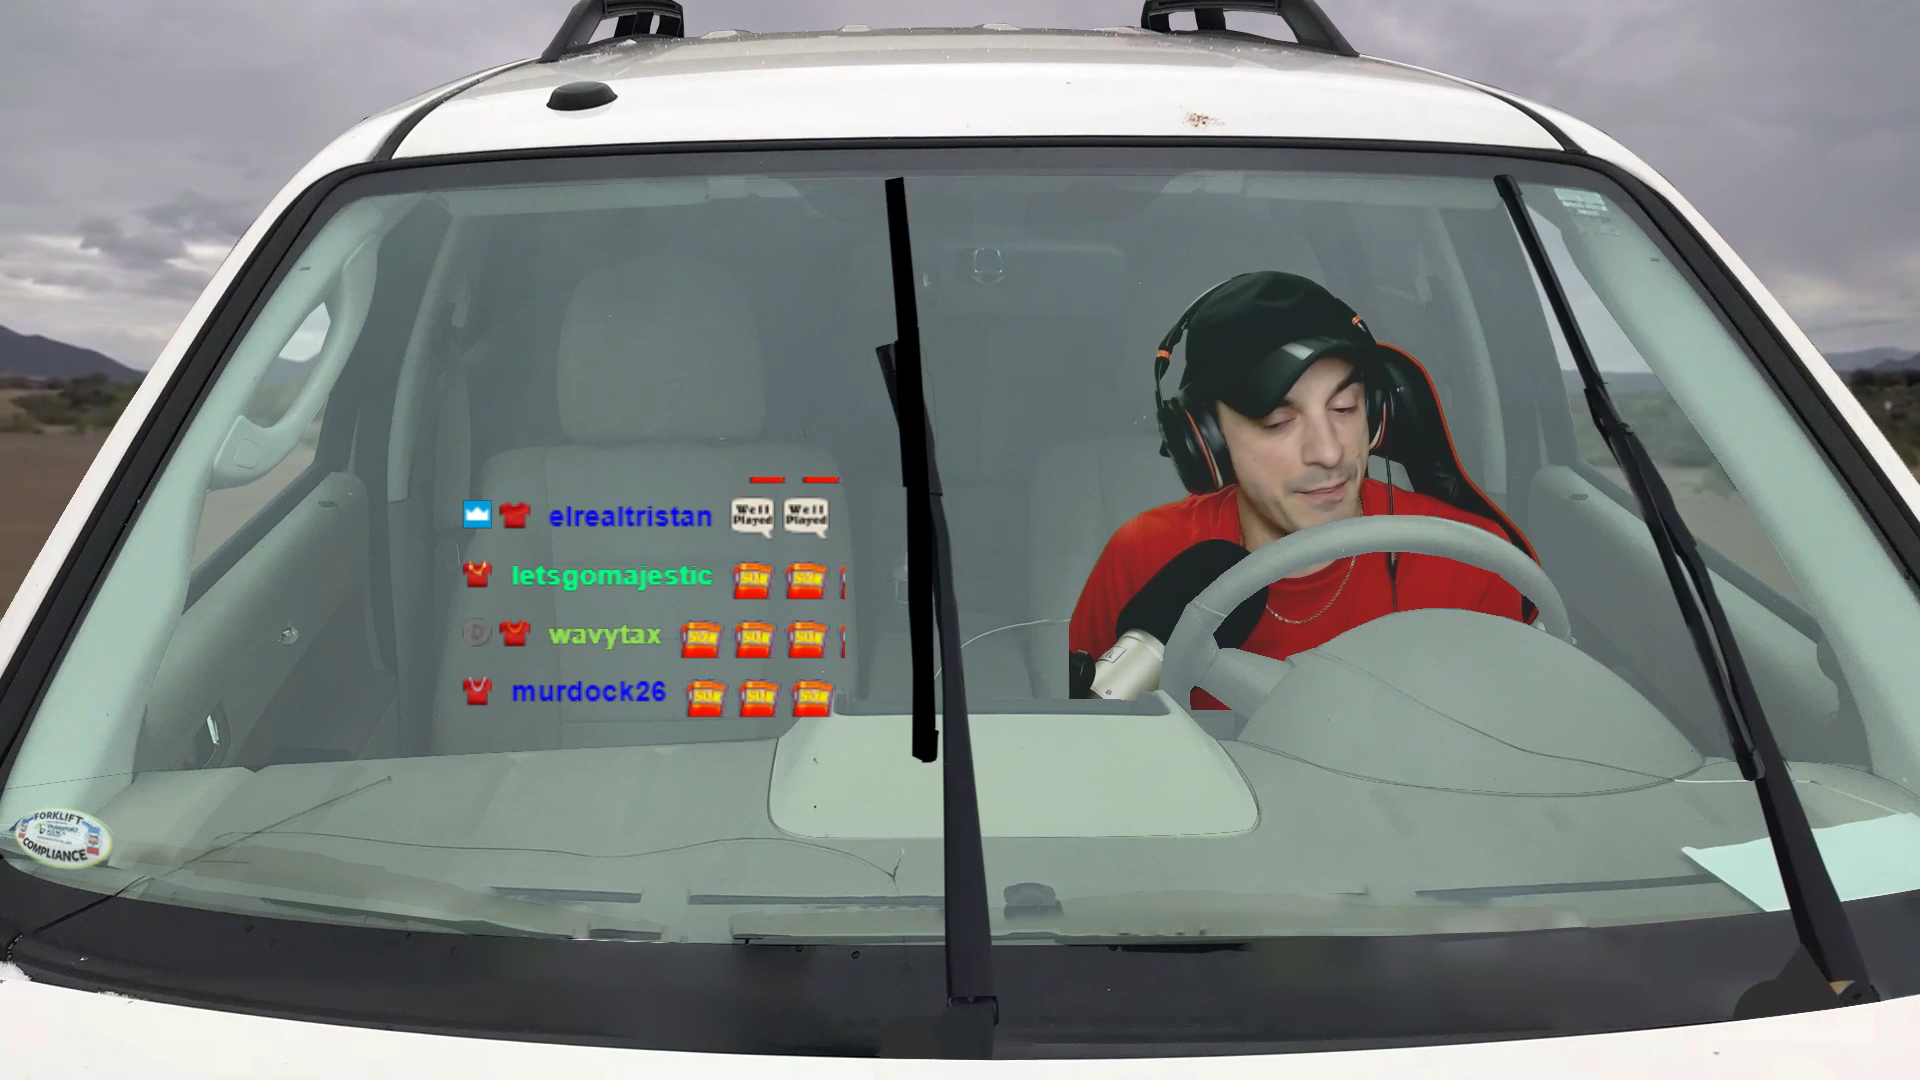 elrealtristan Well Played Well Played
letsgomajestic
wavytax
murdock26
FORKLIFT
COMPLIANCE